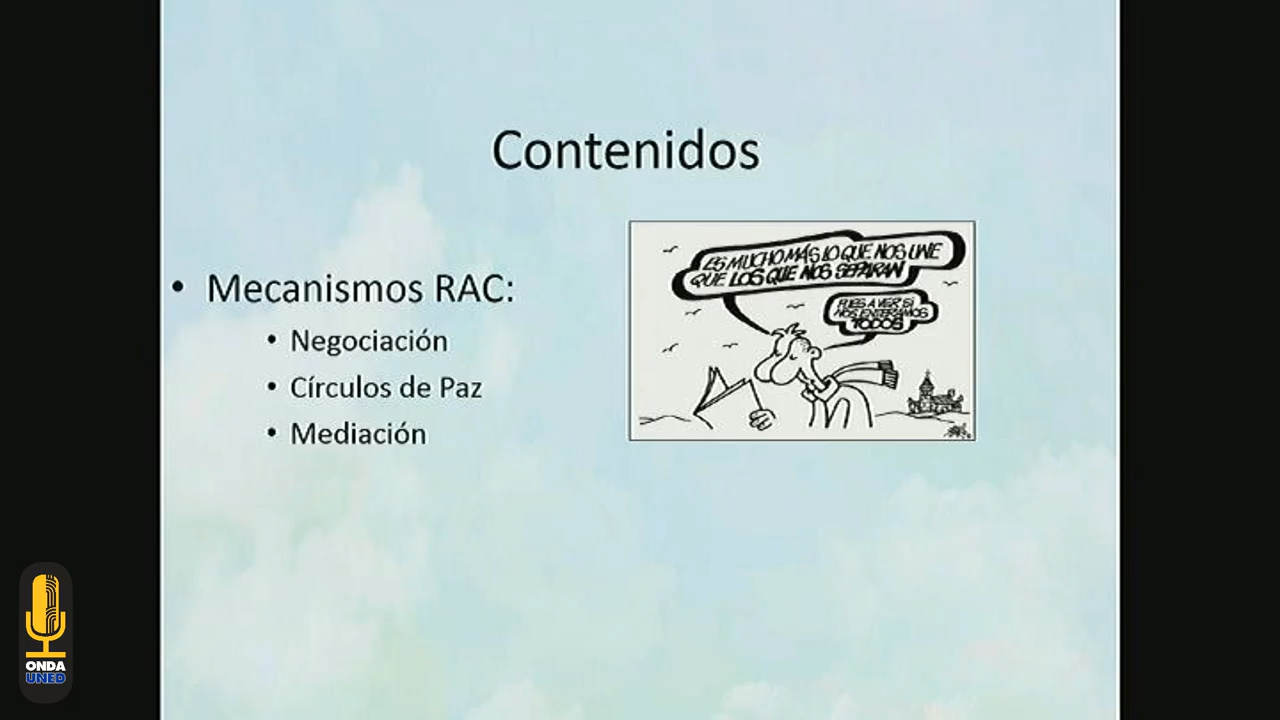 Contenidos
• Mecanismos RAC:
• Negociación
• Círculos de Paz
• Mediación
ES MUCHO MÁS LO QUE NOS UNE
QUE LOS QUE NOS SEPARAN
PUES A VER SI
NOS ENTERAMOS
TODOS
ONDA
UNED